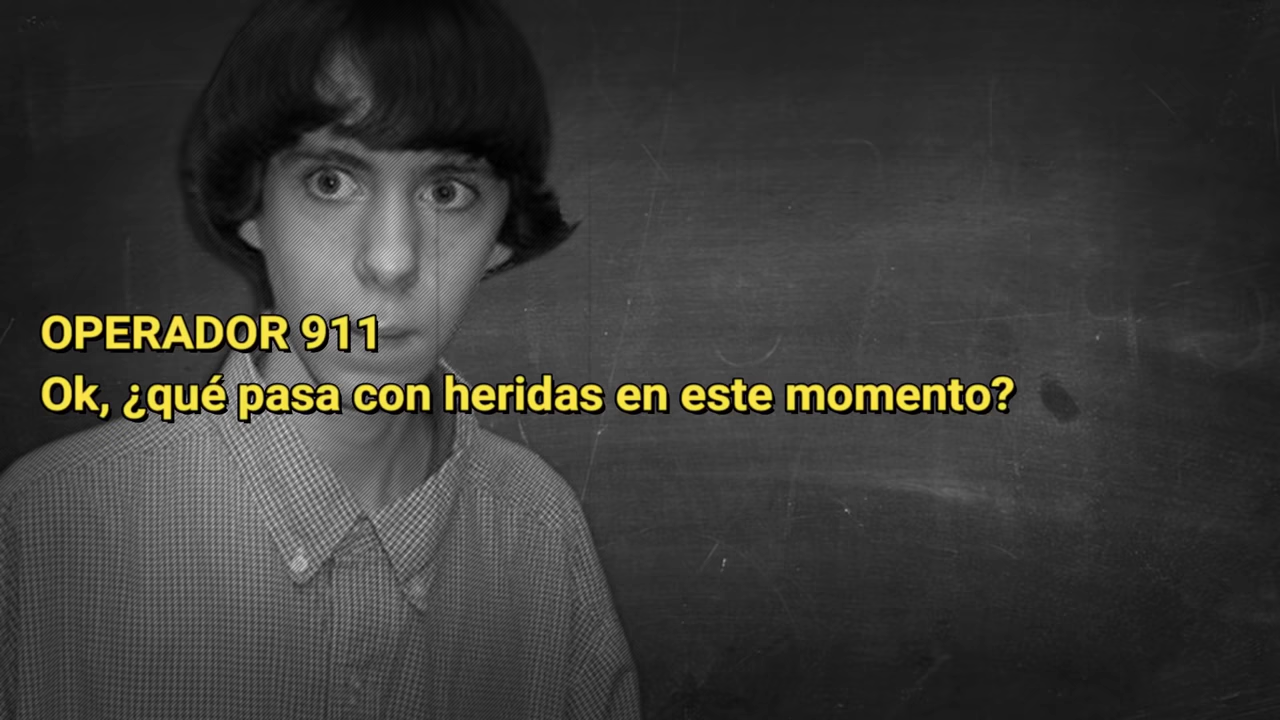 OPERADOR 911
Ok, ¿qué pasa con heridas en este momento?